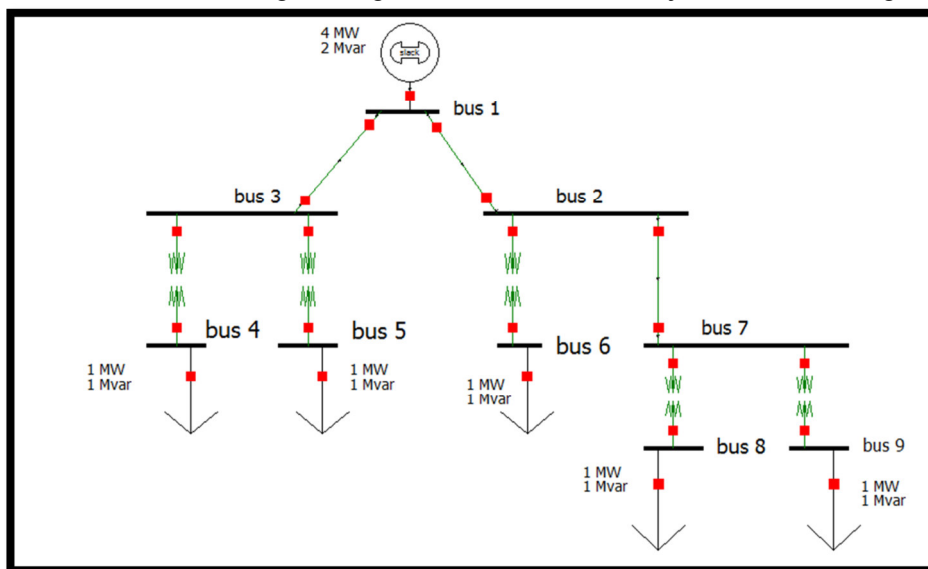 4 MW
2 Mvar
slack
bus 1
bus 3
bus 2
bus 4
bus 5
bus 6
bus 7
1 MW
1 Mvar
1 MW
1 Mvar
1 MW
1 Mvar
bus 8
bus 9
1 MW
1 Mvar
1 MW
1 Mvar